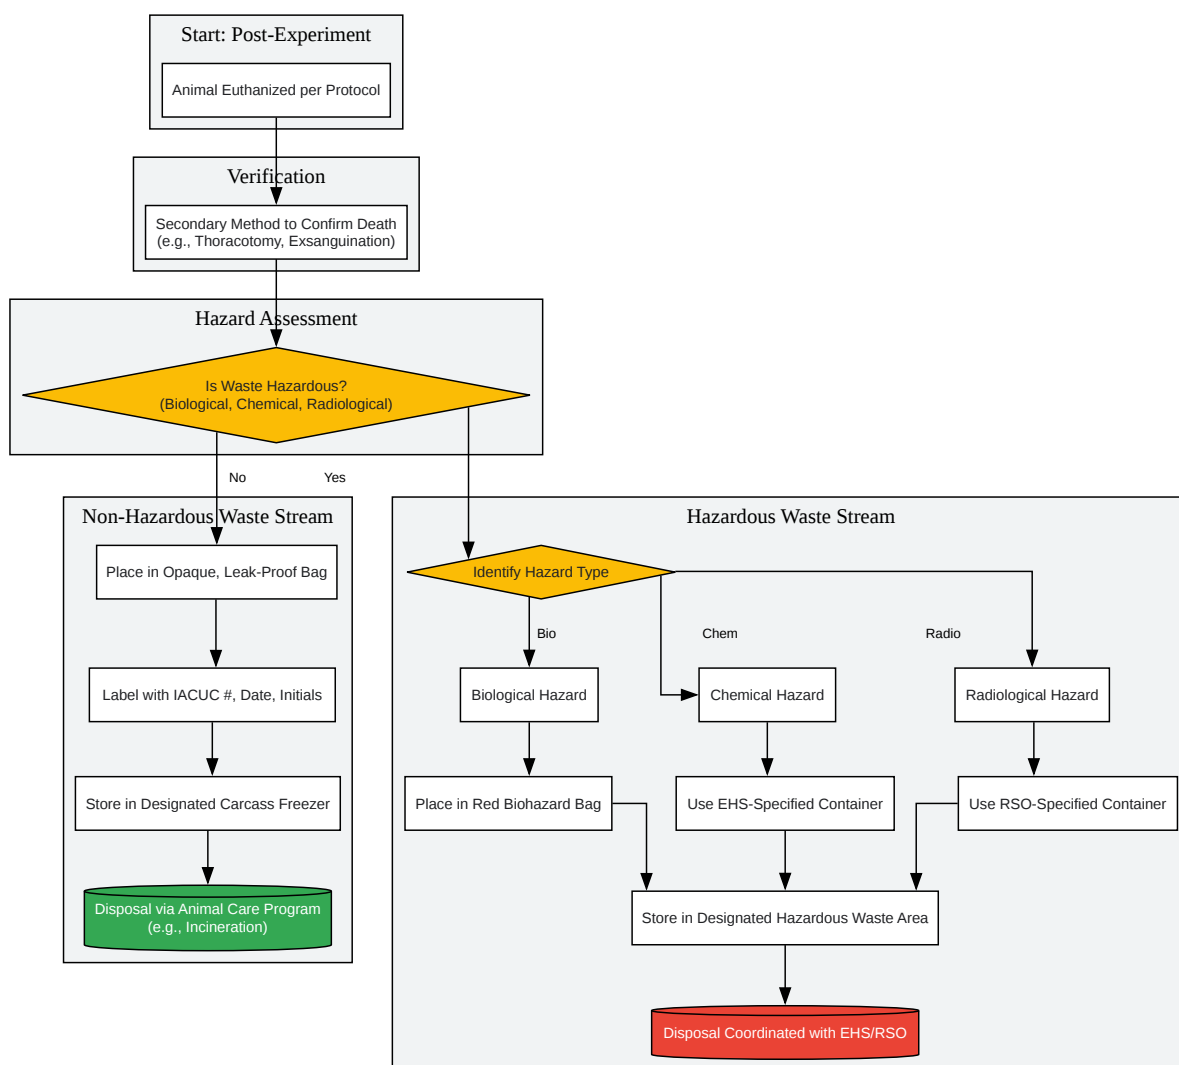 Start: Post-Experiment
Animal Euthanized per Protocol
Verification
Secondary Method to Confirm Death
(e.g., Thoracotomy, Exsanguination)
Hazard Assessment
Is Waste Hazardous?
(Biological, Chemical, Radiological)
No
Yes
Non-Hazardous Waste Stream
Place in Opaque, Leak-Proof Bag
Label with IACUC #, Date, Initials
Store in Designated Carcass Freezer
Disposal via Animal Care Program
(e.g., Incineration)
Hazardous Waste Stream
Identify Hazard Type
Bio
Chem
Radio
Biological Hazard
Chemical Hazard
Radiological Hazard
Place in Red Biohazard Bag
Use EHS-Specified Container
Use RSO-Specified Container
Store in Designated Hazardous Waste Area
Disposal Coordinated with EHS/RSO